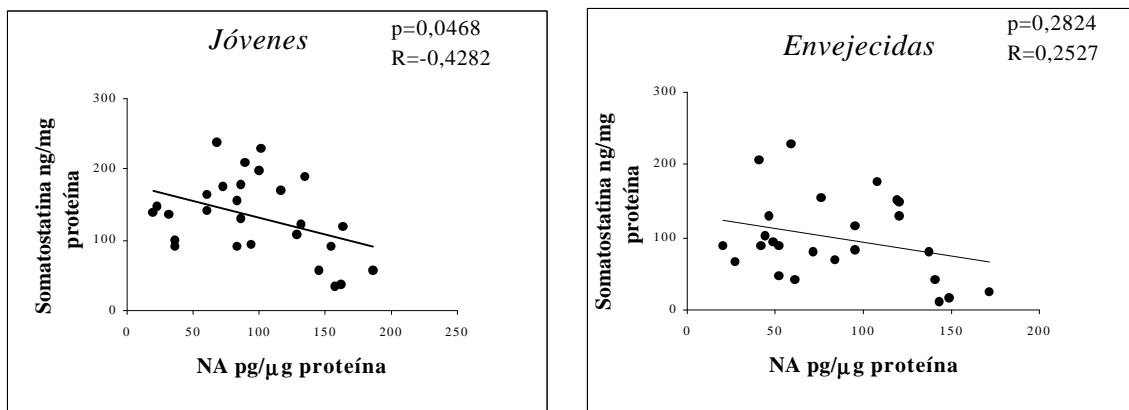 Jóvenes
p=0,0468
R=-0,4282
Somatostatina ng/mg
proteína
300
200
100
0
0 50 100 150 200 250
NA pg/μg proteína
Envejecidas
p=0,2824
R=0,2527
Somatostatina ng/mg
proteína
300
200
100
0
0 50 100 150 200
NA pg/μg proteína